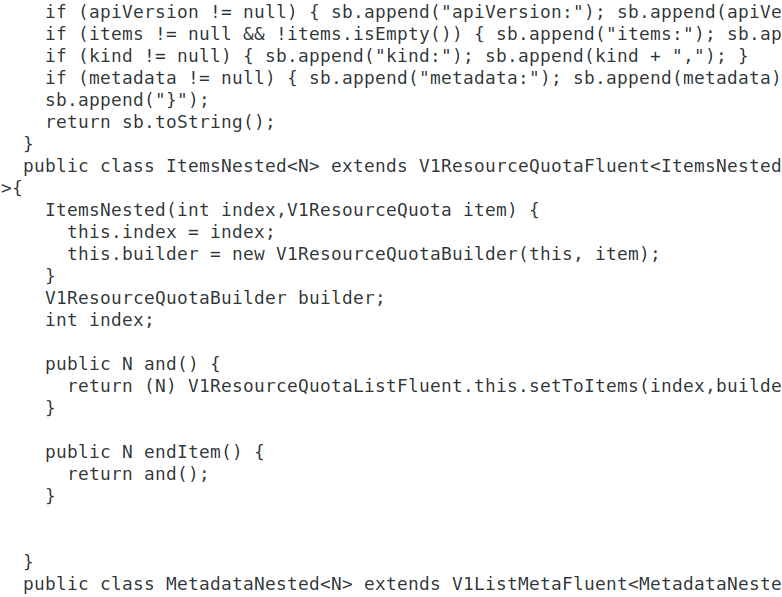 if (apiVersion != null) { sb.append("apiVersion:"); sb.append(apiVe
    if (items != null && !items.isEmpty()) { sb.append("items:"); sb.ap
    if (kind != null) { sb.append("kind:"); sb.append(kind + ","); }
    if (metadata != null) { sb.append("metadata:"); sb.append(metadata)
    sb.append("}");
    return sb.toString();
  }
  public class ItemsNested<N> extends V1ResourceQuotaFluent<ItemsNested
>{
    ItemsNested(int index,V1ResourceQuota item) {
      this.index = index;
      this.builder = new V1ResourceQuotaBuilder(this, item);
    }
    V1ResourceQuotaBuilder builder;
    int index;

    public N and() {
      return (N) V1ResourceQuotaListFluent.this.setToItems(index,builde
    }

    public N endItem() {
      return and();
    }


  }
  public class MetadataNested<N> extends V1ListMetaFluent<MetadataNeste